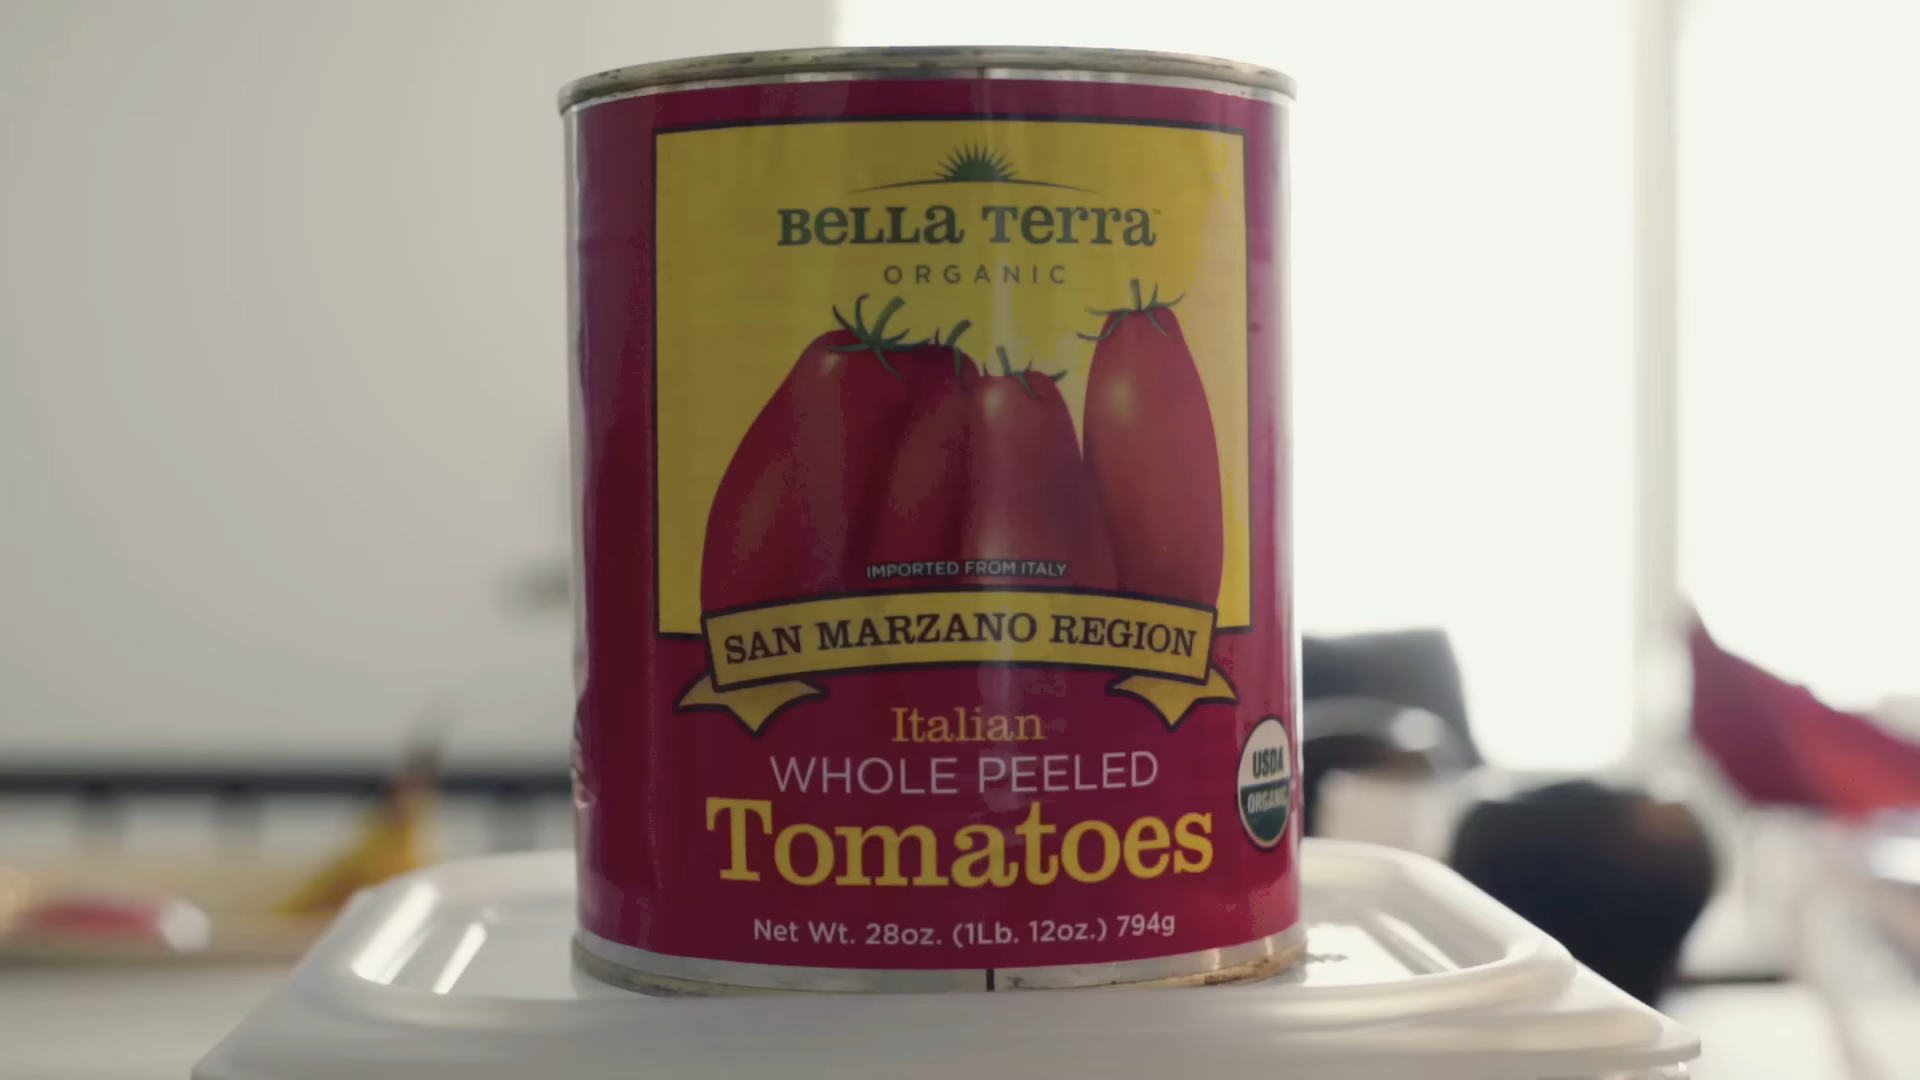 BeLLa Terra™
ORGANIC
IMPORTED FROM ITALY
SAN MARZANO REGION
Italian
WHOLE PEELED
Tomatoes
USDA
ORGANIC
Net Wt. 28oz. (1Lb. 12oz.) 794g